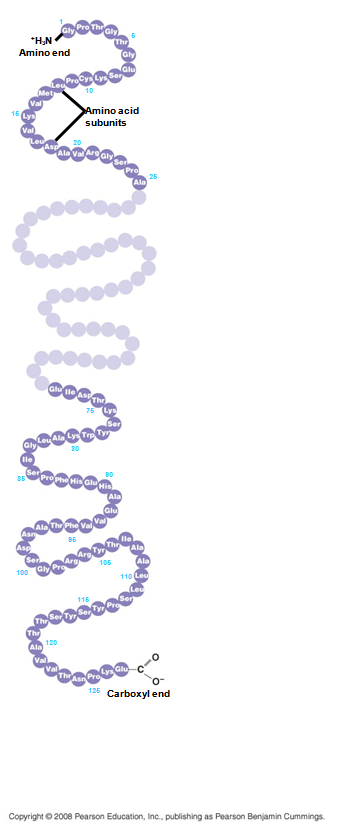 1
Gly Pro Thr Gly
5
Thr
⁺H₃N
Amino end
Gly
Glu
Leu Pro Cys Lys Ser
10
Met
Val
Amino acid
subunits
15
Lys
Val
Leu Asp
20
Ala Val Arg Gly Ser
Pro
Ala
25
Glu Ile Asp Thr
75
Lys
Ser
Gly Leu Ala Lys Trp Tyr
80
Ile
85
Ser Pro Phe His Glu His
90
Ala
Glu
Asn Ala Thr Phe Val Val
95
Asp
Ser Gly Pro Arg Arg Tyr Thr Ile Ala
100
105
Ala
110
Leu
Leu
Thr Ser Tyr Ser Tyr Pro Ser
115
Thr
Ala
120
Val
Val Thr Asn Pro Lys Glu C
O
O⁻
125
Carboxyl end
Copyright © 2008 Pearson Education, Inc., publishing as Pearson Benjamin Cummings.